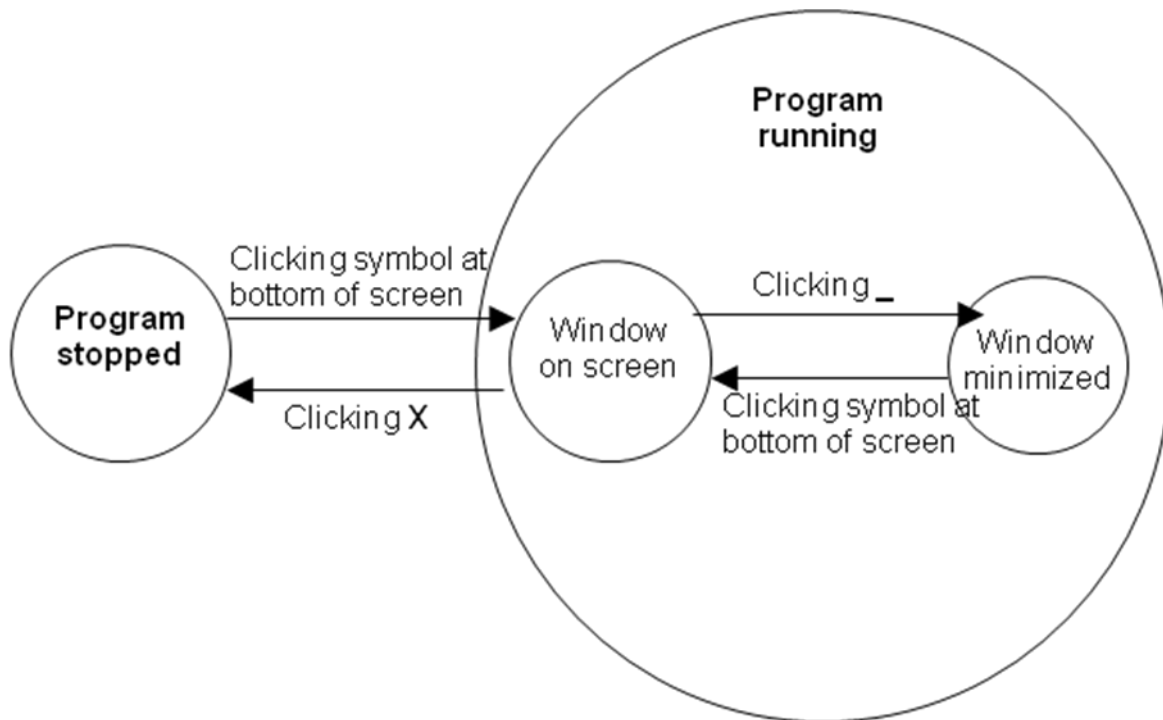 Program
running
Clicking symbol at
bottom of screen
Program
stopped
Clicking X
Window
on screen
Clicking _
Window
minimized
Clicking symbol at
bottom of screen